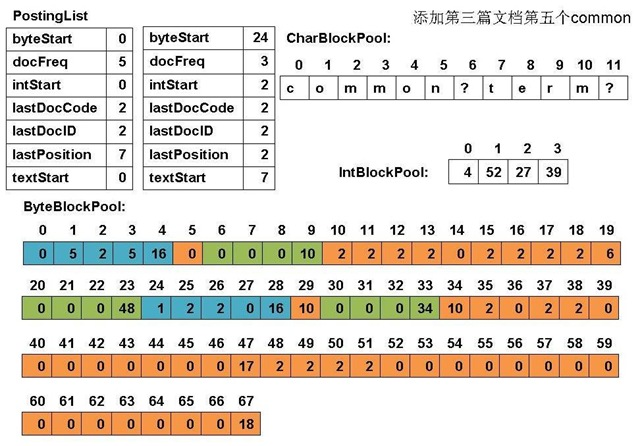 添加第三篇文档第五个common
PostingList
byteStart 0 byteStart 24
docFreq 5 docFreq 3
intStart 0 intStart 2
lastDocCode 2 lastDocCode 2
lastDocID 2 lastDocID 2
lastPosition 7 lastPosition 2
textStart 0 textStart 7
CharBlockPool:
0 1 2 3 4 5 6 7 8 9 10 11
c o m m o n ? t e r m ?
0 1 2 3
IntBlockPool: 4 52 27 39
ByteBlockPool:
0 1 2 3 4 5 6 7 8 9 10 11 12 13 14 15 16 17 18 19
0 5 2 5 16 0 0 0 0 10 2 2 2 2 0 2 2 2 2 6
20 21 22 23 24 25 26 27 28 29 30 31 32 33 34 35 36 37 38 39
0 0 0 48 1 2 2 0 16 10 0 0 0 34 10 2 0 2 2 0
40 41 42 43 44 45 46 47 48 49 50 51 52 53 54 55 56 57 58 59
0 0 0 0 0 0 0 17 2 2 2 2 0 0 0 0 0 0 0 0
60 61 62 63 64 65 66 67
0 0 0 0 0 0 0 18